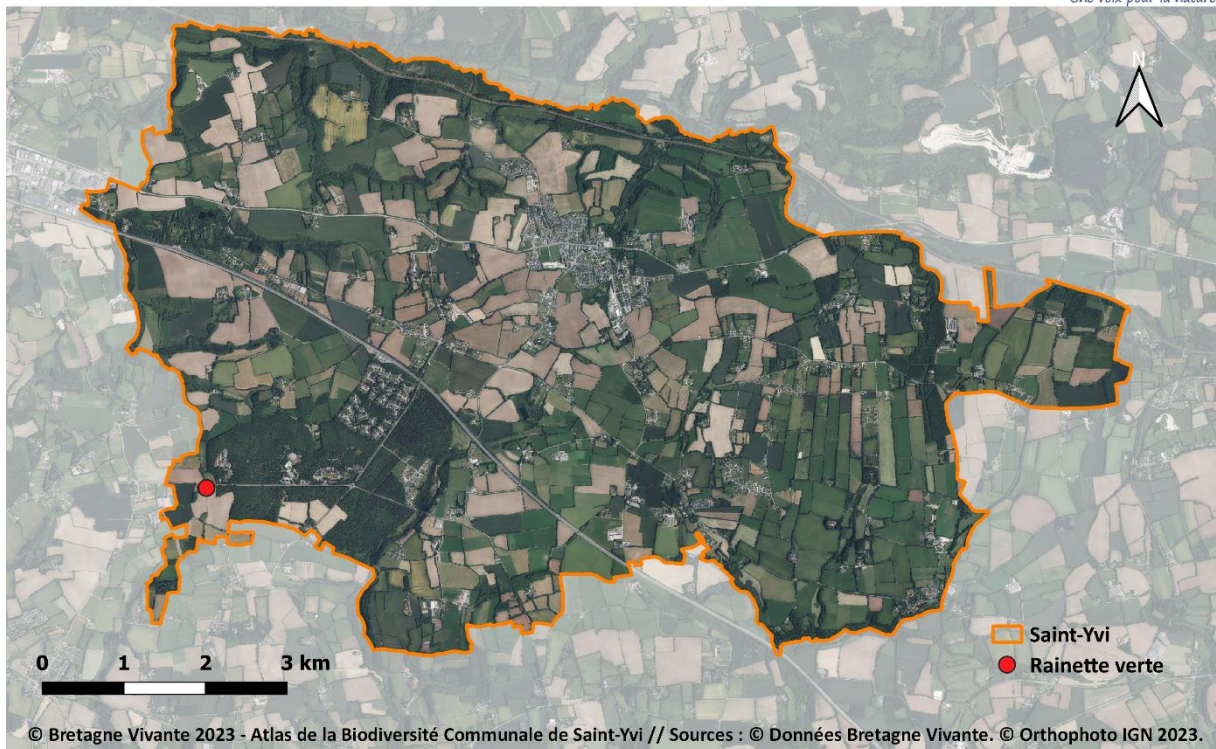 Une voix pour la nature
N
Saint-Yvi
0 1 2 3 km
Rainette verte
© Bretagne Vivante 2023 - Atlas de la Biodiversité Communale de Saint-Yvi // Sources : © Données Bretagne Vivante. © Orthophoto IGN 2023.